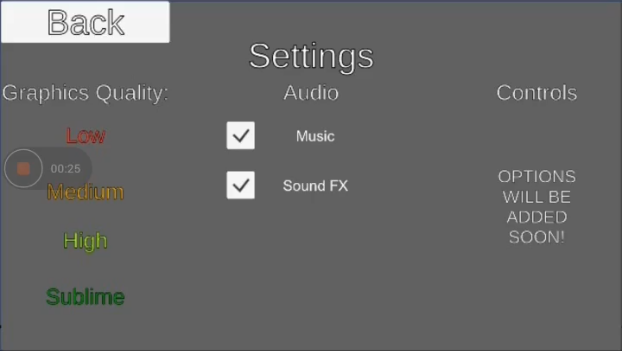 Back
Settings
Graphics Quality:
Audio
Controls
Low
Music
00:25
Medium
Sound FX
OPTIONS
WILL BE
ADDED
SOON!
High
Sublime